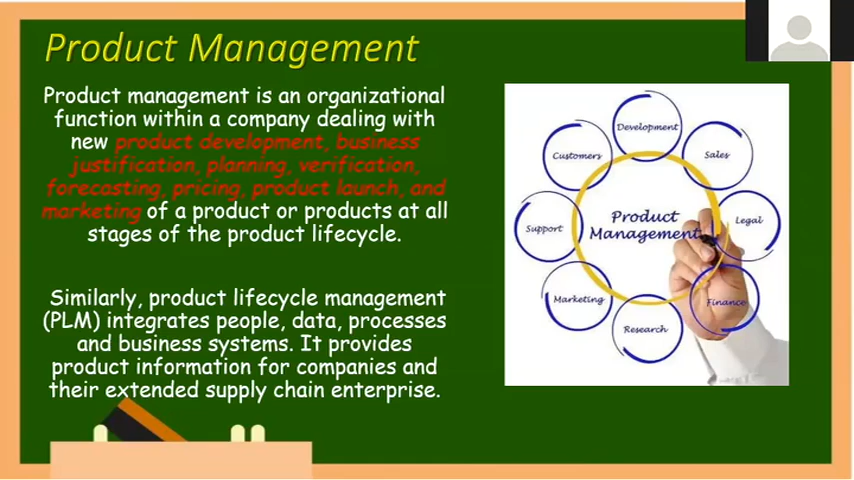 Product Management
Product management is an organizational
function within a company dealing with
new product development, business
justification, planning, verification,
forecasting, pricing, product launch, and
marketing of a product or products at all
stages of the product lifecycle.
Similarly, product lifecycle management
(PLM) integrates people, data, processes
and business systems. It provides
product information for companies and
their extended supply chain enterprise.
Development
Customers
Sales
Product
Management
Support
Legal
Marketing
Finance
Research